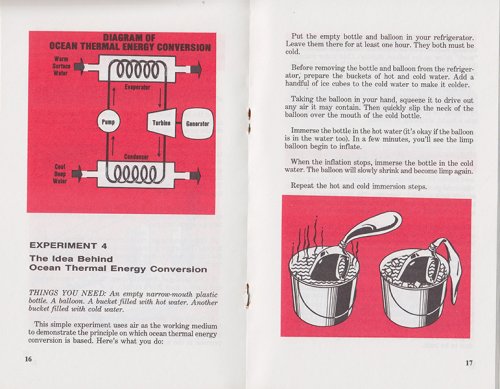 DIAGRAM OF
OCEAN THERMAL ENERGY CONVERSION
Warm
Surface
Water
Evaporator
Pump
Turbine
Generator
Condenser
Cool
Deep
Water
EXPERIMENT 4
The Idea Behind
Ocean Thermal Energy Conversion
THINGS YOU NEED: An empty narrow-mouth plastic
bottle. A balloon. A bucket filled with hot water. Another
bucket filled with cold water.
This simple experiment uses air as the working medium
to demonstrate the principle on which ocean thermal energy
conversion is based. Here's what you do:
16
Put the empty bottle and balloon in your refrigerator.
Leave them there for at least one hour. They both must be
cold.
Before removing the bottle and balloon from the refriger-
ator, prepare the buckets of hot and cold water. Add a
handful of ice cubes to the cold water to make it colder.
Taking the balloon in your hand, squeeze it to drive out
any air it may contain. Then quickly slip the neck of the
balloon over the mouth of the cold bottle.
Immerse the bottle in the hot water (it's okay if the balloon
is in the water too). In a few minutes, you'll see the limp
balloon begin to inflate.
When the inflation stops, immerse the bottle in the cold
water. The balloon will slowly shrink and become limp again.
Repeat the hot and cold immersion steps.
17